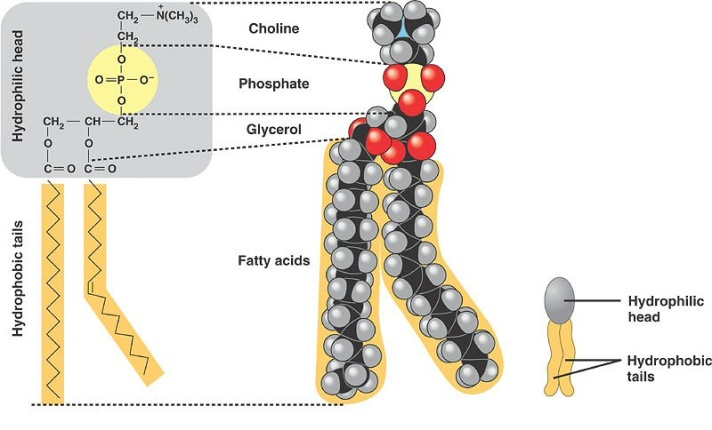 Hydrophilic head
CH₂ — N(CH₃)₃
+
CH₂
O
O=P—O⁻
O
CH₂ — CH — CH₂
O O
C=O C=O
Hydrophobic tails
Choline
Phosphate
Glycerol
Fatty acids
Hydrophilic
head
Hydrophobic
tails